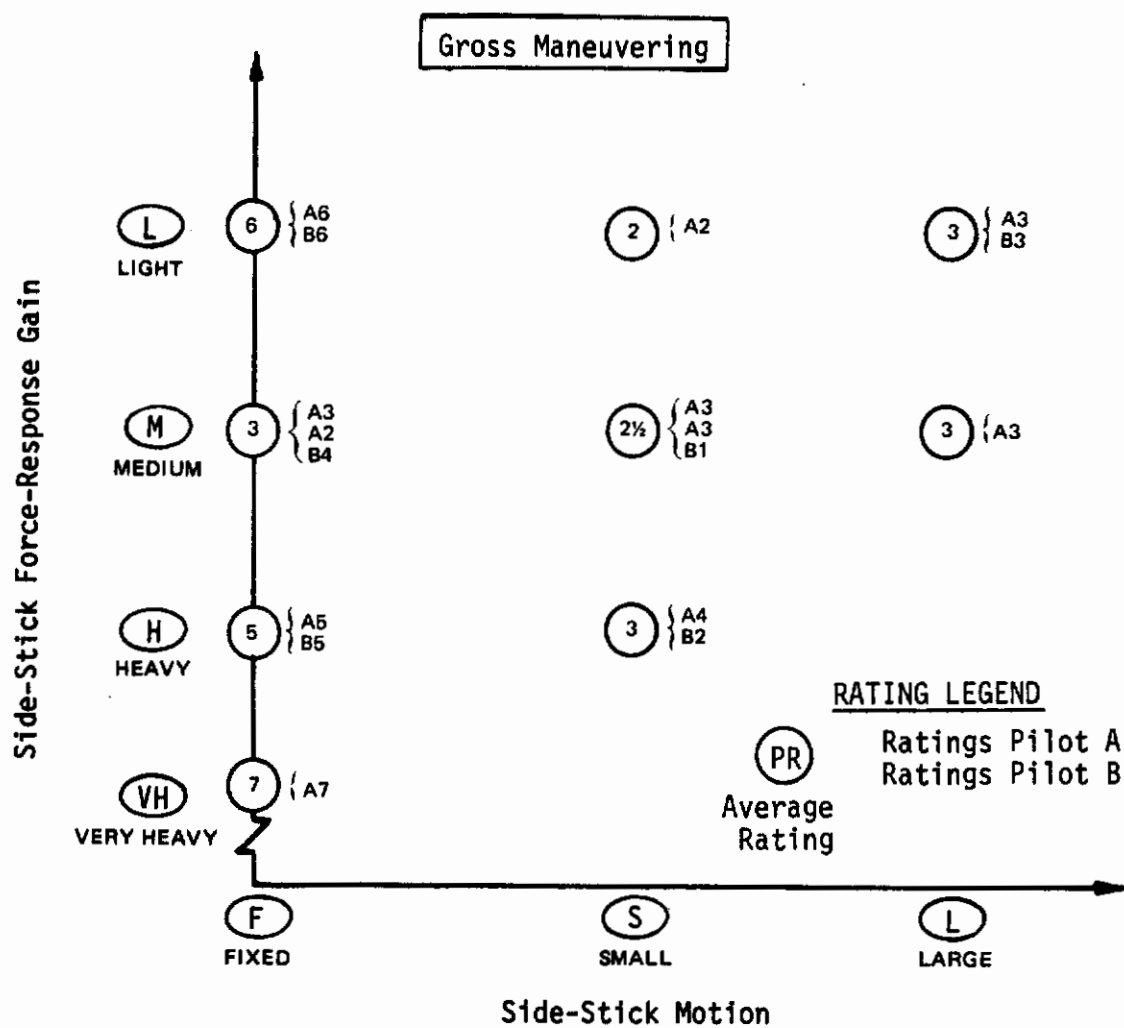 Gross Maneuvering
Side-Stick Force-Response Gain
L
LIGHT
6
A6
B6
2
A2
3
A3
B3
M
MEDIUM
3
A3
A2
B4
2½
A3
A3
B1
3
A3
H
HEAVY
5
A5
B5
3
A4
B2
VH
VERY HEAVY
7
A7
RATING LEGEND
PR
Average
Rating
Ratings Pilot A
Ratings Pilot B
F
FIXED
S
SMALL
L
LARGE
Side-Stick Motion